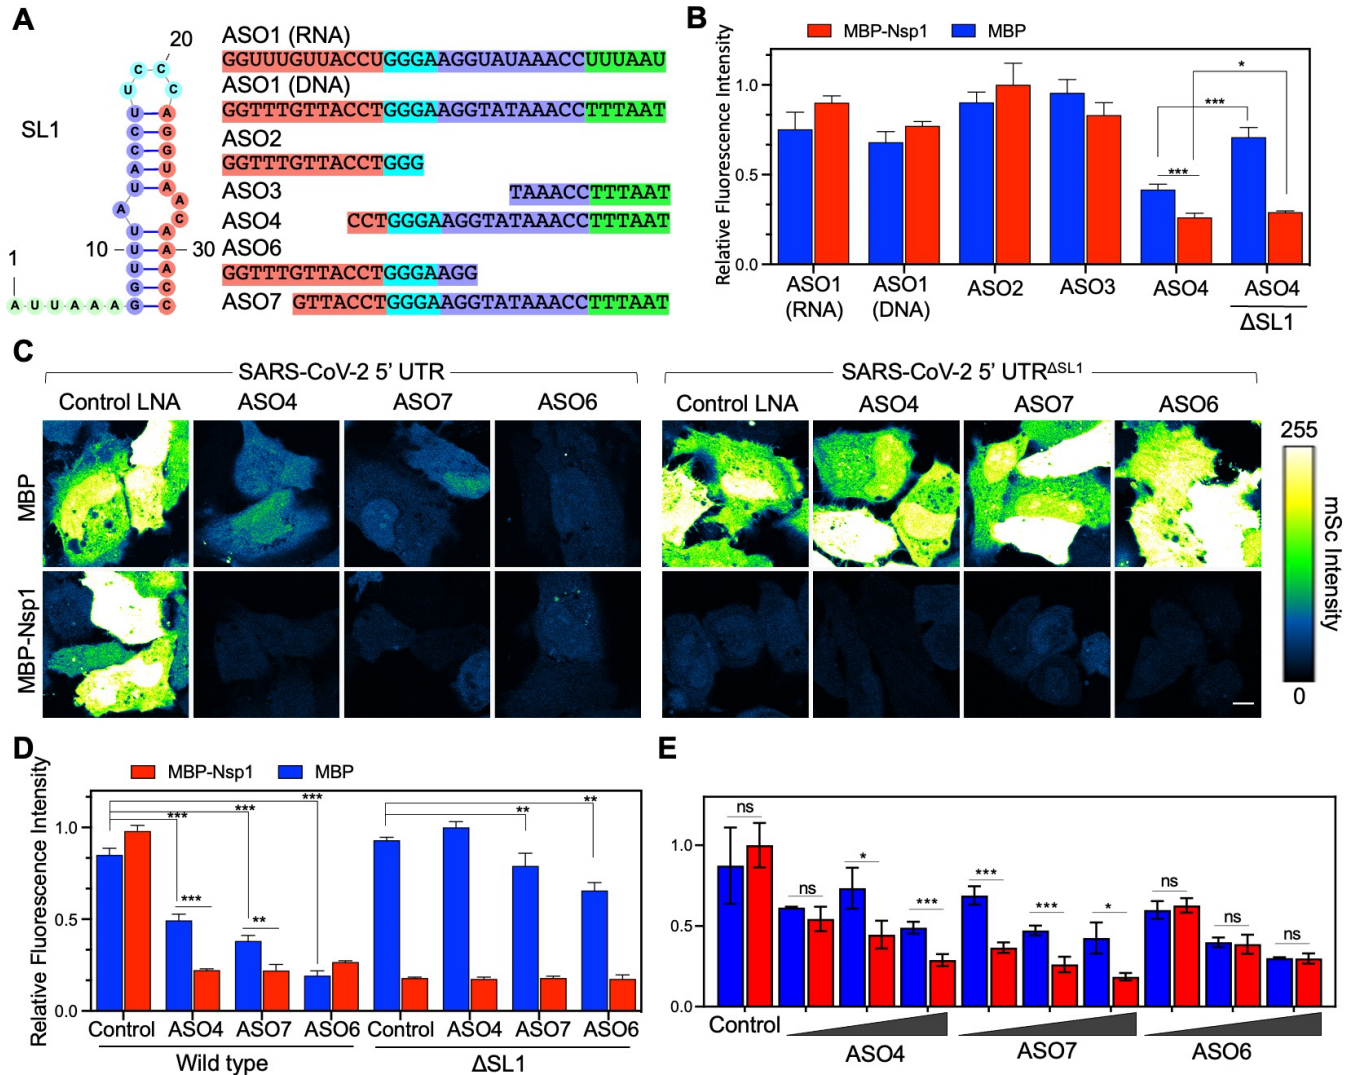 A
SL1
1
10
20
30
A U U A A A G U U U A U A C C U U C C C A G G U A A C A A A C C
ASO1 (RNA)
GGUUUGUUACCUGGGAAGGUAUAAACCUUUAAU
ASO1 (DNA)
GGTTTGTTACCTGGGAAGGTATAAACCTTTAAT
ASO2
GGTTTGTTACCTGGG
ASO3
TAAACCTTTAAT
ASO4
CCTGGGAAGGTATAAACCTTTAAT
ASO6
GGTTTGTTACCTGGGAAGG
ASO7
GTTACCTGGGAAGGTATAAACCTTTAAT
B
MBP-Nsp1 MBP
Relative Fluorescence Intensity
1.0
0.5
0.0
***
***
*
ASO1 (RNA)
ASO1 (DNA)
ASO2
ASO3
ASO4
ASO4
ΔSL1
C
SARS-CoV-2 5' UTR
SARS-CoV-2 5' UTRΔSL1
Control LNA ASO4 ASO7 ASO6
Control LNA ASO4 ASO7 ASO6
MBP
MBP-Nsp1
255
mSc Intensity
0
D
MBP-Nsp1 MBP
Relative Fluorescence Intensity
1.0
0.5
0.0
***
***
***
***
**
**
**
Control ASO4 ASO7 ASO6 Control ASO4 ASO7 ASO6
Wild type
ΔSL1
E
1.0
0.5
0.0
ns
ns
*
***
***
***
*
ns
ns
ns
Control
ASO4
ASO7
ASO6